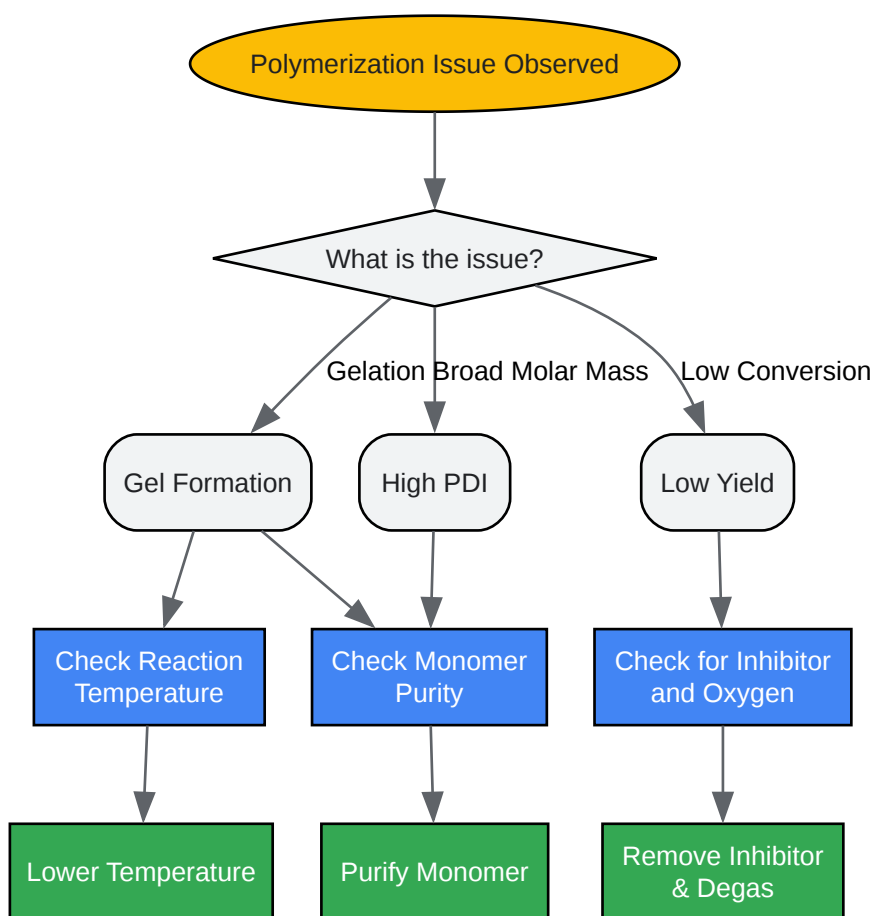 Polymerization Issue Observed
What is the issue?
Gelation
Broad Molar Mass
Low Conversion
Gel Formation
High PDI
Low Yield
Check Reaction
Temperature
Check Monomer
Purity
Check for Inhibitor
and Oxygen
Lower Temperature
Purify Monomer
Remove Inhibitor
& Degas